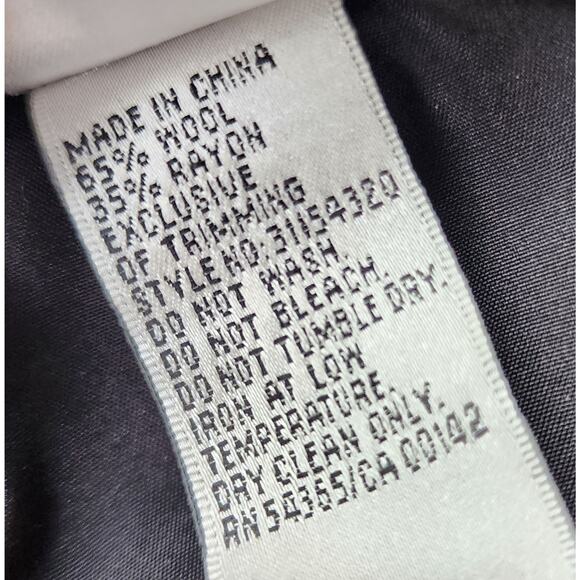 MADE IN CHINA
65% WOOL
35% RAYON
EXCLUSIVE
OF TRIMMING
STYLE NO: 31154320
DO NOT WASH.
DO NOT BLEACH.
DO NOT TUMBLE DRY.
IRON AT LOW
TEMPERATURE
DRY CLEAN ONLY.
RN 54365/CA 00142